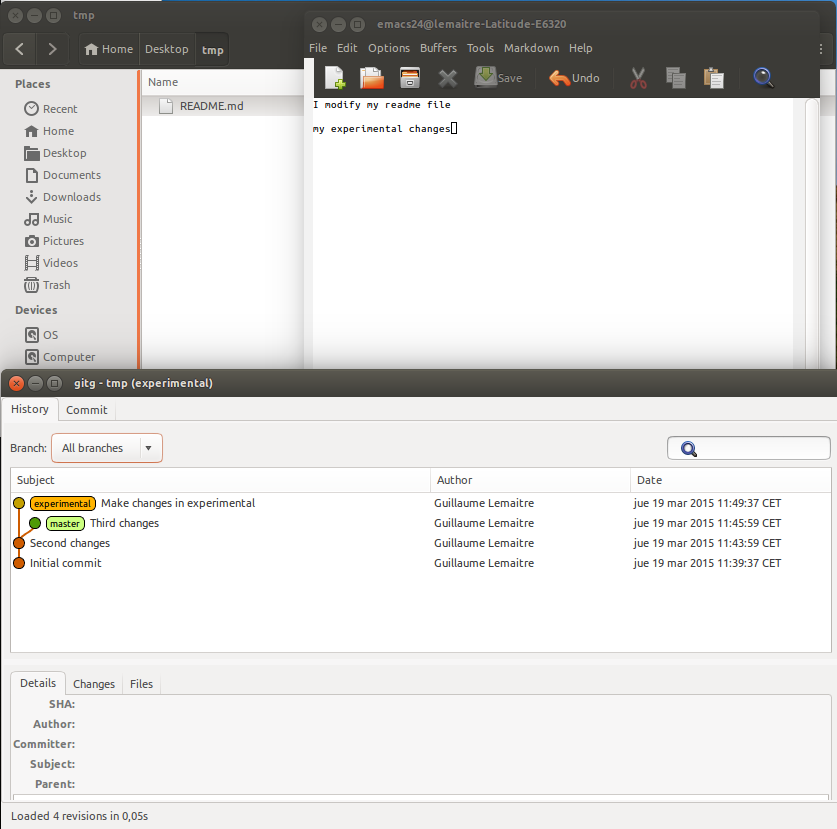 tmp
Home Desktop tmp
Places
Recent
Home
Desktop
Documents
Downloads
Music
Pictures
Videos
Trash
Devices
OS
Computer
Name
README.md
emacs24@lemaitre-Latitude-E6320
File Edit Options Buffers Tools Markdown Help
Save Undo
I modify my readme file
my experimental changes
gitg - tmp (experimental)
History Commit
Branch: All branches
Subject Author Date
experimental Make changes in experimental Guillaume Lemaitre jue 19 mar 2015 11:49:37 CET
master Third changes Guillaume Lemaitre jue 19 mar 2015 11:45:59 CET
Second changes Guillaume Lemaitre jue 19 mar 2015 11:43:59 CET
Initial commit Guillaume Lemaitre jue 19 mar 2015 11:39:37 CET
Details Changes Files
SHA:
Author:
Committer:
Subject:
Parent:
Loaded 4 revisions in 0,05s